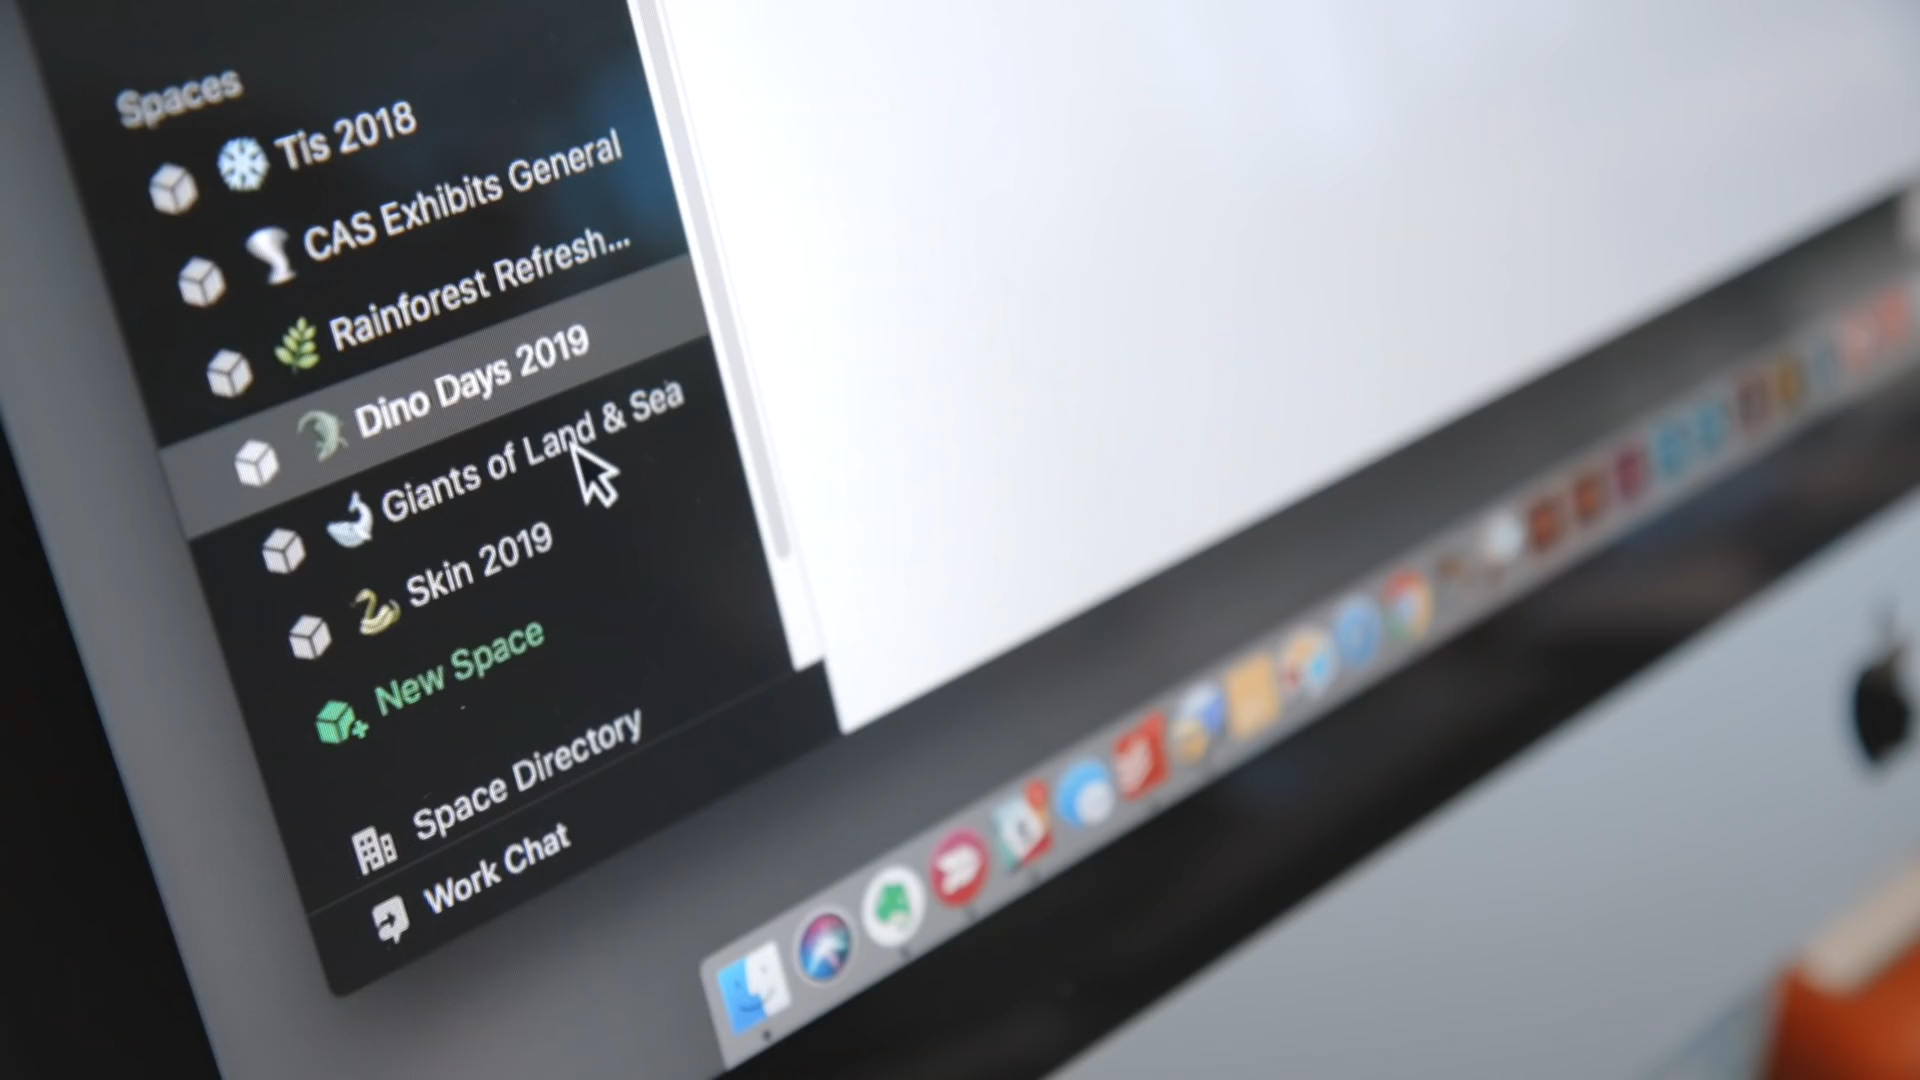 Spaces
Tis 2018
CAS Exhibits General
Rainforest Refresh...
Dino Days 2019
Giants of Land & Sea
Skin 2019
New Space
Space Directory
Work Chat